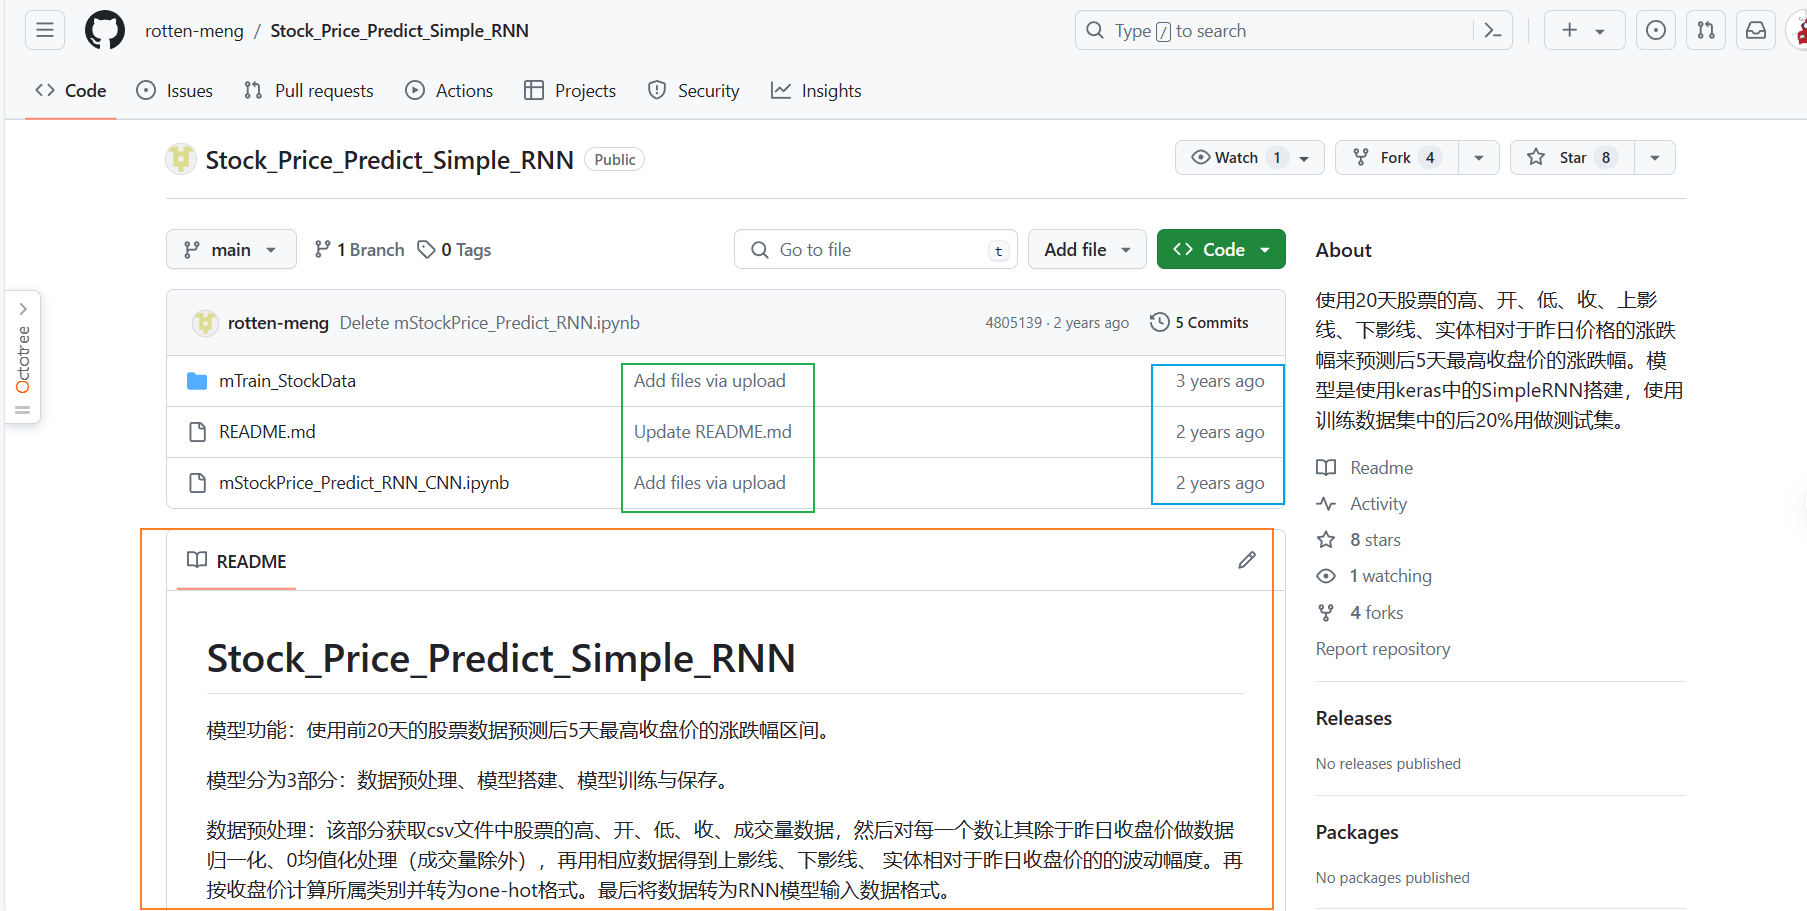 rotten-meng / Stock_Price_Predict_Simple_RNN
Type / to search
Code Issues Pull requests Actions Projects Security Insights
Stock_Price_Predict_Simple_RNN Public
Watch 1 Fork 4 Star 8
main 1 Branch 0 Tags
Go to file t Add file Code
Octotree
rotten-meng Delete mStockPrice_Predict_RNN.ipynb 4805139 · 2 years ago 5 Commits
mTrain_StockData Add files via upload 3 years ago
README.md Update README.md 2 years ago
mStockPrice_Predict_RNN_CNN.ipynb Add files via upload 2 years ago
README
Stock_Price_Predict_Simple_RNN
模型功能：使用前20天的股票数据预测后5天最高收盘价的涨跌幅区间。
模型分为3部分：数据预处理、模型搭建、模型训练与保存。
数据预处理：该部分获取csv文件中股票的高、开、低、收、成交量数据，然后对每一个数让其除于昨日收盘价做数据
归一化、0均值化处理（成交量除外），再用相应数据得到上影线、下影线、 实体相对于昨日收盘价的的波动幅度。再
按收盘价计算所属类别并转为one-hot格式。最后将数据转为RNN模型输入数据格式。
About
使用20天股票的高、开、低、收、上影
线、下影线、实体相对于昨日价格的涨跌
幅来预测后5天最高收盘价的涨跌幅。模
型是使用keras中的SimpleRNN搭建，使用
训练数据集中的后20%用做测试集。
Readme
Activity
8 stars
1 watching
4 forks
Report repository
Releases
No releases published
Packages
No packages published